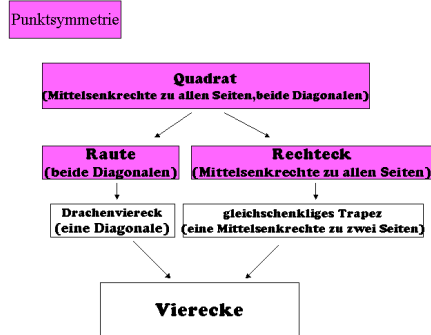 Punktsymmetrie
Quadrat
(Mittelsenkrechte zu allen Seiten,beide Diagonalen)
Raute
(beide Diagonalen)
Rechteck
(Mittelsenkrechte zu allen Seiten)
Drachenviereck
(eine Diagonale)
gleichschenkliges Trapez
(eine Mittelsenkrechte zu zwei Seiten)
Vierecke